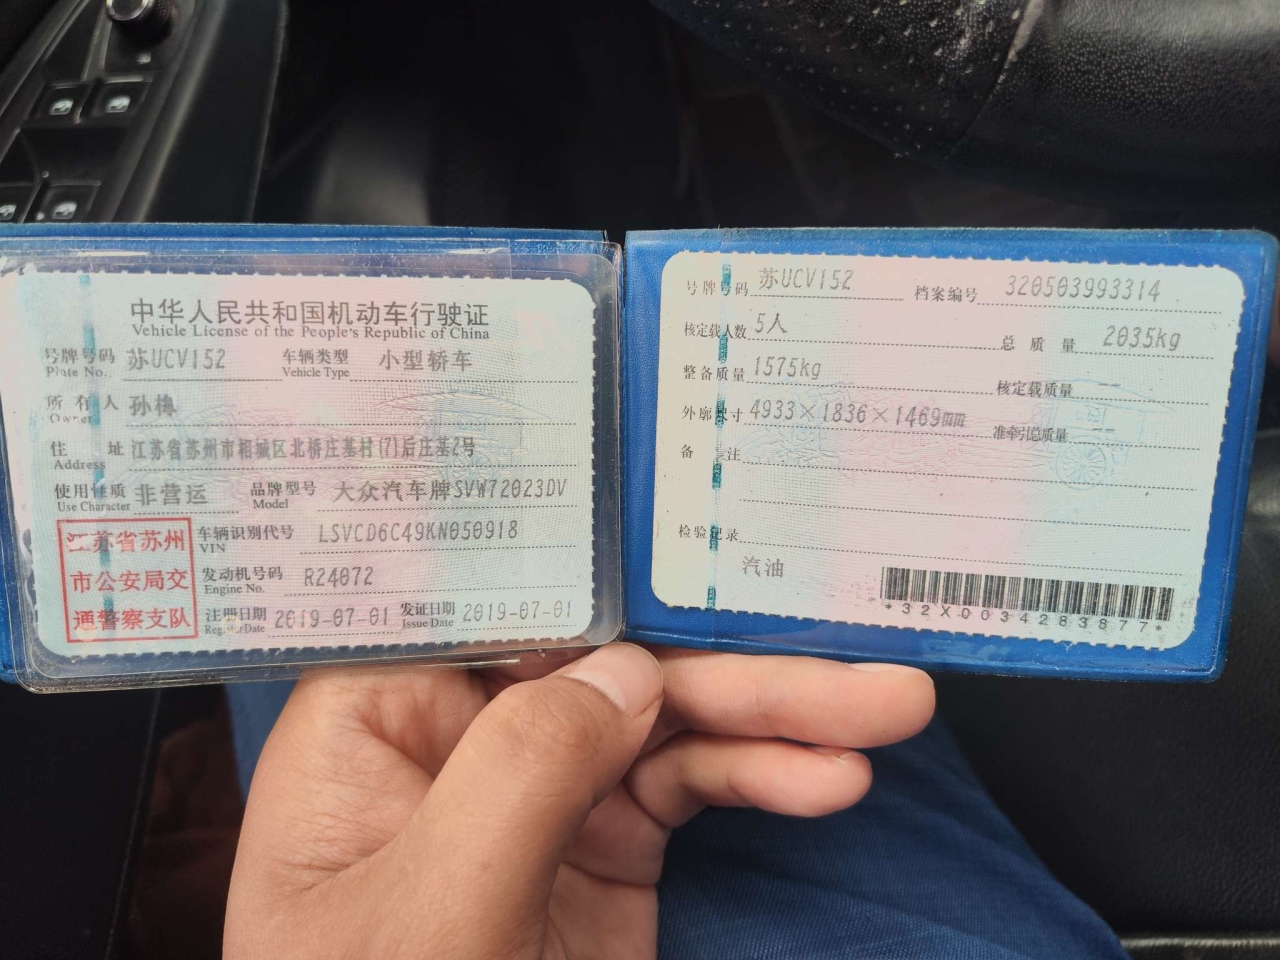 中华人民共和国机动车行驶证
Vehicle License of the People's Republic of China
号牌号码 苏UCV152 车辆类型 小型轿车
Plate No. Vehicle Type
所有人 孙梅
Owner
住址 江苏省苏州市相城区北桥庄基村(7)后庄基2号
Address
使用性质 非营运 品牌型号 大众汽车牌SVW72023DV
Use Character Model
江苏省苏州
市公安局交
通警察支队
车辆识别代号 LSVCD6C49KN050918
VIN
发动机号码 R24072
Engine No.
注册日期 2019-07-01 发证日期 2019-07-01
Register Date Issue Date
号牌号码 苏UCV152 档案编号 320503993314
核定载人数 5人 总质量 2035kg
整备质量 1575kg 核定载质量 --
外廓尺寸 4933×1836×1469mm 准牵引总质量 --
备注
检验记录
汽油
*32X0034283877*